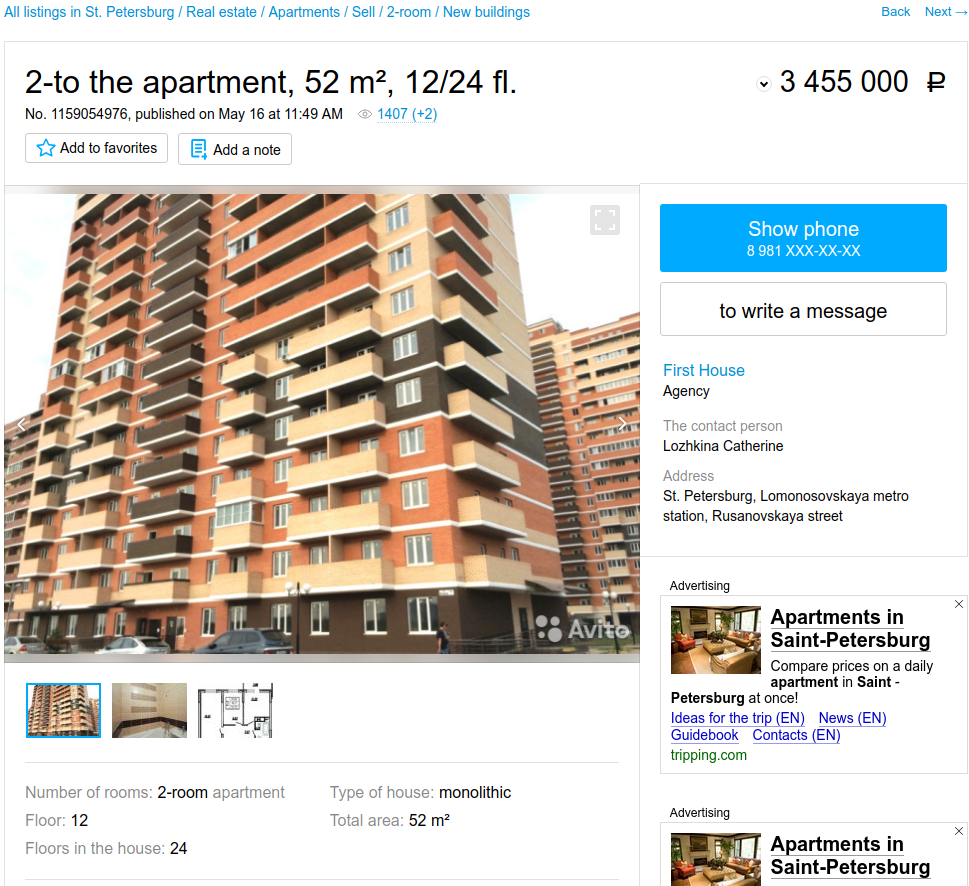 All listings in St. Petersburg / Real estate / Apartments / Sell / 2-room / New buildings
Back Next →
2-to the apartment, 52 m², 12/24 fl.
3 455 000 ₽
No. 1159054976, published on May 16 at 11:49 AM 1407 (+2)
Add to favorites Add a note
Show phone
8 981 XXX-XX-XX
to write a message
First House
Agency
The contact person
Lozhkina Catherine
Address
St. Petersburg, Lomonosovskaya metro
station, Rusanovskaya street
Avito
Advertising
Apartments in
Saint-Petersburg
Compare prices on a daily
apartment in Saint -
Petersburg at once!
Ideas for the trip (EN) News (EN)
Guidebook Contacts (EN)
tripping.com
Number of rooms: 2-room apartment
Type of house: monolithic
Floor: 12
Total area: 52 m²
Floors in the house: 24
Advertising
Apartments in
Saint-Petersburg